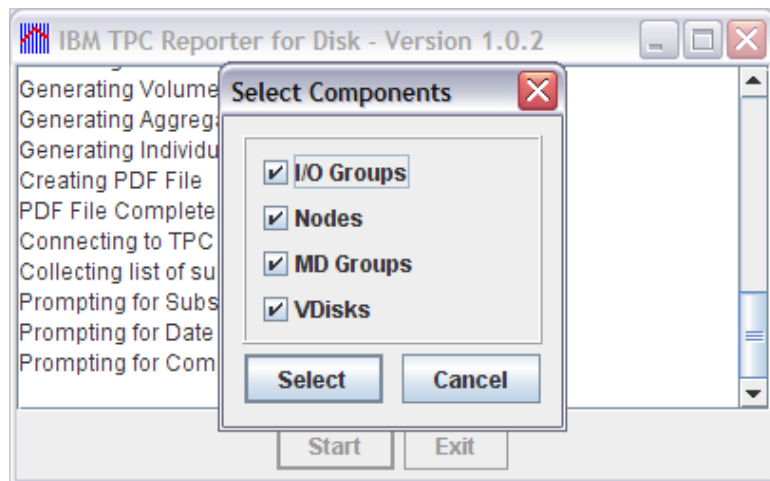 IBM TPC Reporter for Disk - Version 1.0.2
Generating Volume
Generating Aggrega
Generating Individu
Creating PDF File
PDF File Complete
Connecting to TPC
Collecting list of su
Prompting for Subs
Prompting for Date
Prompting for Com
Select Components
I/O Groups
Nodes
MD Groups
VDisks
Select Cancel
Start Exit